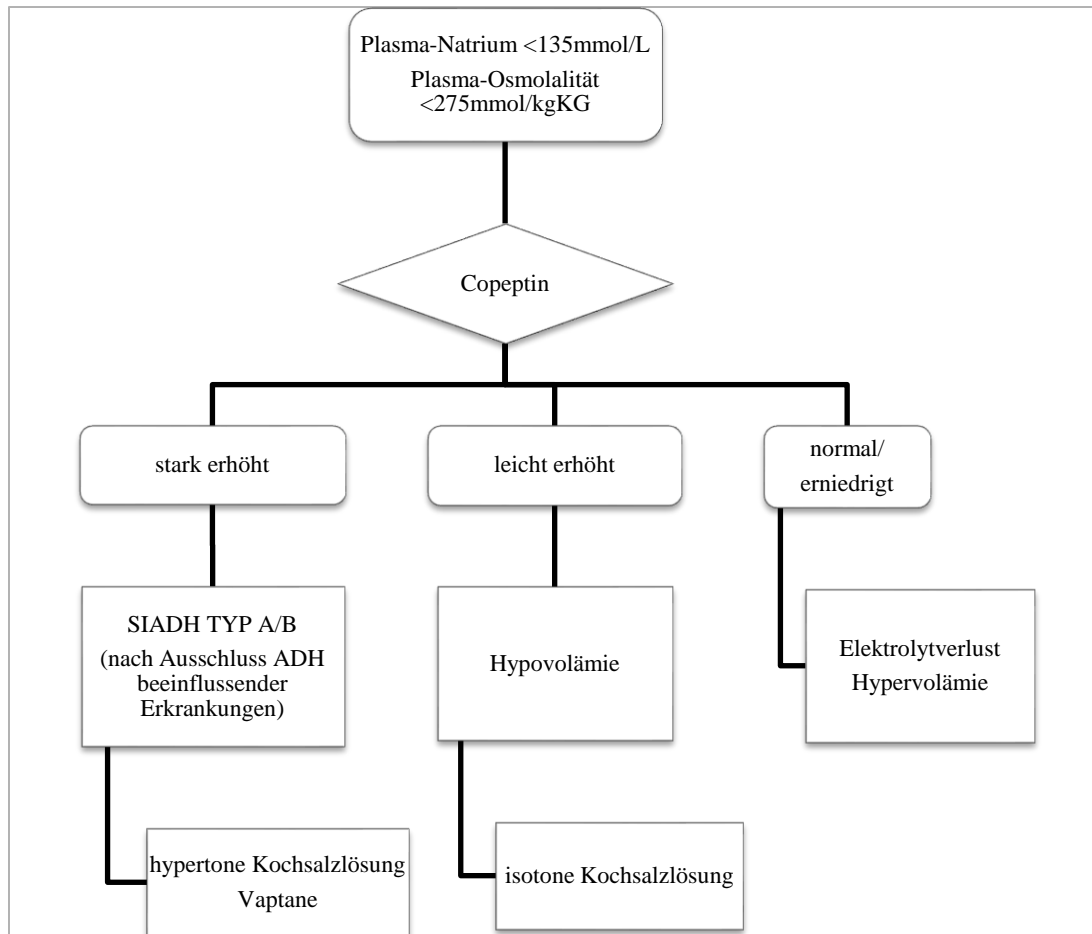 Plasma-Natrium <135mmol/L
Plasma-Osmolalität
<275mmol/kgKG
Copeptin
stark erhöht
leicht erhöht
normal/
erniedrigt
SIADH TYP A/B
(nach Ausschluss ADH
beeinflussender
Erkrankungen)
Hypovolämie
Elektrolytverlust
Hypervolämie
hypertone Kochsalzlösung
Vaptane
isotone Kochsalzlösung